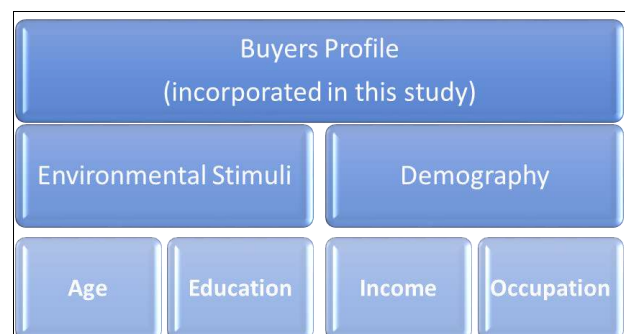 Buyers Profile
(incorporated in this study)
Environmental Stimuli
Demography
Age
Education
Income
Occupation